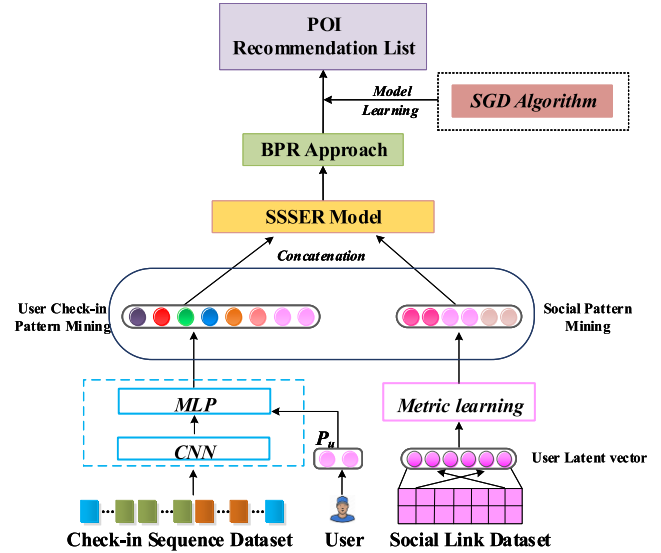 POI
Recommendation List
Model
Learning
SGD Algorithm
BPR Approach
SSSER Model
Concatenation
User Check-in
Pattern Mining
Social Pattern
Mining
MLP
Metric learning
CNN
Pu
User Latent vector
Check-in Sequence Dataset
User
Social Link Dataset